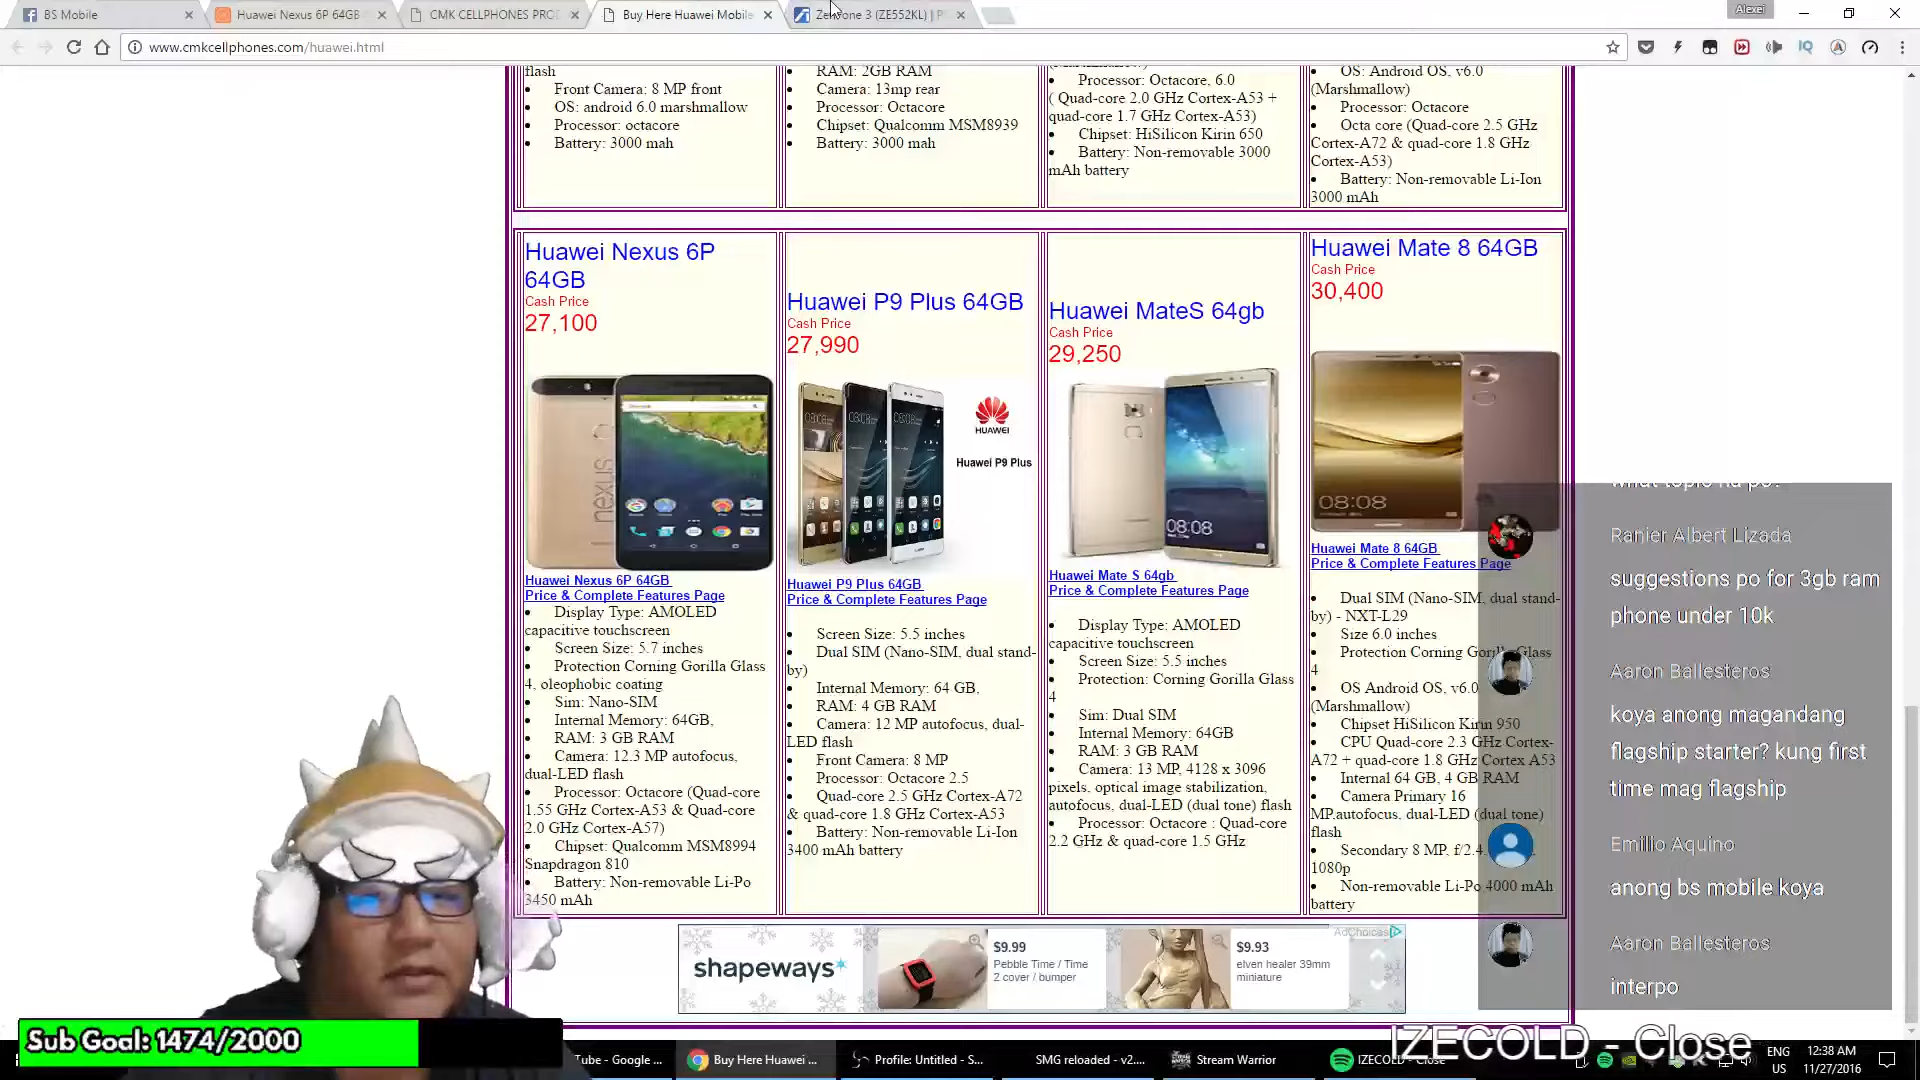 BS Mobile
Huawei Nexus 6P 64GB
CMK CELLPHONES PROD
Buy Here Huawei Mobile
Zenfone 3 (ZE552KL) | P
Alexei
www.cmkcellphones.com/huawei.html
flash
• Front Camera: 8 MP front
• OS: android 6.0 marshmallow
• Processor: octacore
• Battery: 3000 mah
• RAM: 2GB RAM
• Camera: 13mp rear
• Processor: Octacore
• Chipset: Qualcomm MSM8939
• Battery: 3000 mah
• Processor: Octacore, 6.0
( Quad-core 2.0 GHz Cortex-A53 +
quad-core 1.7 GHz Cortex-A53)
• Chipset: HiSilicon Kirin 650
• Battery: Non-removable 3000
mAh battery
• OS: Android OS, v6.0
(Marshmallow)
• Processor: Octacore
• Octa core (Quad-core 2.5 GHz
Cortex-A72 & quad-core 1.8 GHz
Cortex-A53)
• Battery: Non-removable Li-Ion
3000 mAh
Huawei Nexus 6P
64GB
Cash Price
27,100
nexus
Huawei Nexus 6P 64GB
Price & Complete Features Page
• Display Type: AMOLED
capacitive touchscreen
• Screen Size: 5.7 inches
• Protection Corning Gorilla Glass
4, oleophobic coating
• Sim: Nano-SIM
• Internal Memory: 64GB,
• RAM: 3 GB RAM
• Camera: 12.3 MP autofocus,
dual-LED flash
• Processor: Octacore (Quad-core
1.55 GHz Cortex-A53 & Quad-core
2.0 GHz Cortex-A57)
• Chipset: Qualcomm MSM8994
Snapdragon 810
• Battery: Non-removable Li-Po
3450 mAh
Huawei P9 Plus 64GB
Cash Price
27,990
08:08
08:08
08:08
HUAWEI
Huawei P9 Plus
Huawei P9 Plus 64GB
Price & Complete Features Page
• Screen Size: 5.5 inches
• Dual SIM (Nano-SIM, dual stand-
by)
• Internal Memory: 64 GB,
• RAM: 4 GB RAM
• Camera: 12 MP autofocus, dual-
LED flash
• Front Camera: 8 MP
• Processor: Octacore 2.5
• Quad-core 2.5 GHz Cortex-A72
& quad-core 1.8 GHz Cortex-A53
• Battery: Non-removable Li-Ion
3400 mAh battery
Huawei MateS 64gb
Cash Price
29,250
08:08
Huawei Mate S 64gb
Price & Complete Features Page
• Display Type: AMOLED
capacitive touchscreen
• Screen Size: 5.5 inches
• Protection: Corning Gorilla Glass
4
• Sim: Dual SIM
• Internal Memory: 64GB
• RAM: 3 GB RAM
• Camera: 13 MP, 4128 x 3096
pixels, optical image stabilization,
autofocus, dual-LED (dual tone) flash
• Processor: Octacore : Quad-core
2.2 GHz & quad-core 1.5 GHz
Huawei Mate 8 64GB
Cash Price
30,400
08:08
Huawei Mate 8 64GB
Price & Complete Features Page
• Dual SIM (Nano-SIM, dual stand-
by) - NXT-L29
• Size 6.0 inches
• Protection Corning Gorilla Glass
4
• OS Android OS, v6.0
(Marshmallow)
• Chipset HiSilicon Kirin 950
• CPU Quad-core 2.3 GHz Cortex-
A72 + quad-core 1.8 GHz Cortex A53
• Internal 64 GB, 4 GB RAM
• Camera Primary 16
MP,autofocus, dual-LED (dual tone)
flash
• Secondary 8 MP, f/2.4,
1080p
• Non-removable Li-Po 4000 mAh
battery
what topic na po?
Ranier Albert Lizada
suggestions po for 3gb ram
phone under 10k
Aaron Ballesteros
koya anong magandang
flagship starter? kung first
time mag flagship
Emilio Aquino
anong bs mobile koya
Aaron Ballesteros
interpo
shapeways*
$9.99
Pebble Time / Time
2 cover / bumper
$9.93
elven healer 39mm
miniature
AdChoices
Sub Goal: 1474/2000
IZECOLD - Close
Tube - Google ...
Buy Here Huawei ...
Profile: Untitled - S...
SMG reloaded - v2....
Stream Warrior
IZECOLD - Close
ENG
US
12:38 AM
11/27/2016